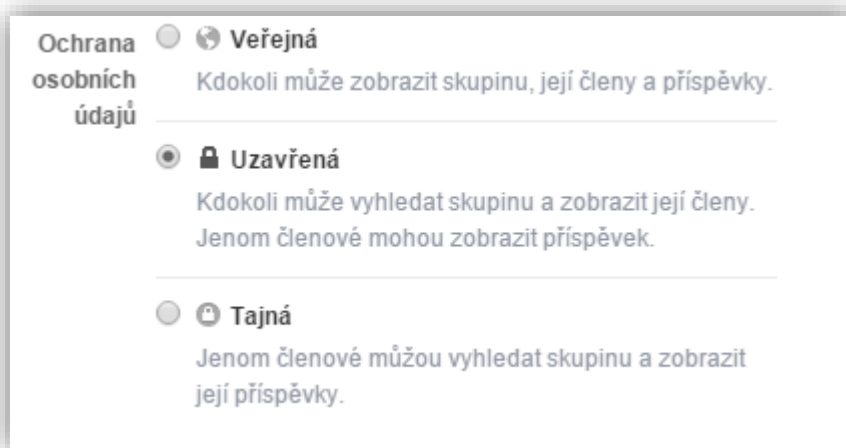 Ochrana
osobních
údajů
Veřejná
Kdokoli může zobrazit skupinu, její členy a příspěvky.
Uzavřená
Kdokoli může vyhledat skupinu a zobrazit její členy.
Jenom členové mohou zobrazit příspěvek.
Tajná
Jenom členové můžou vyhledat skupinu a zobrazit
její příspěvky.